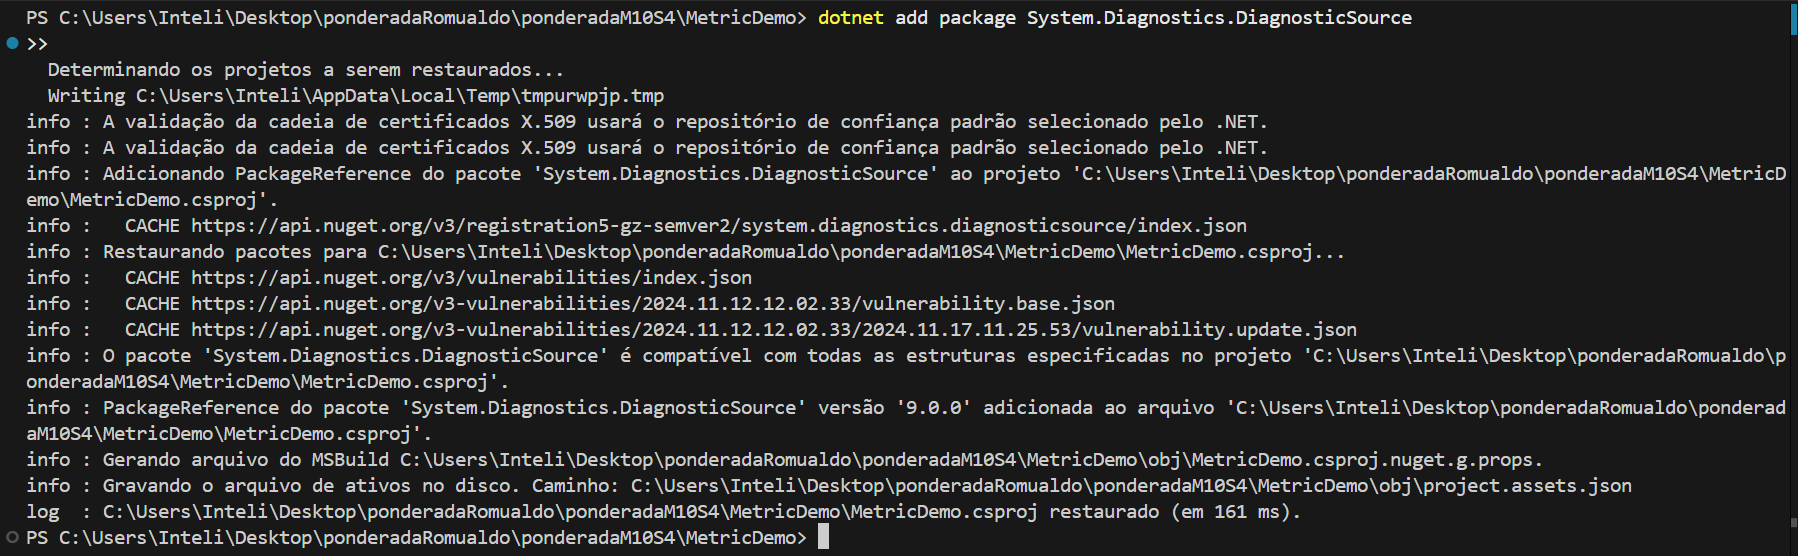 PS C:\Users\Inteli\Desktop\ponderadaRomualdo\ponderadaM10S4\MetricDemo> dotnet add package System.Diagnostics.DiagnosticSource
>>
Determinando os projetos a serem restaurados...
Writing C:\Users\Inteli\AppData\Local\Temp\tmpurwpjp.tmp
info : A validação da cadeia de certificados X.509 usará o repositório de confiança padrão selecionado pelo .NET.
info : A validação da cadeia de certificados X.509 usará o repositório de confiança padrão selecionado pelo .NET.
info : Adicionando PackageReference do pacote 'System.Diagnostics.DiagnosticSource' ao projeto 'C:\Users\Inteli\Desktop\ponderadaRomualdo\ponderadaM10S4\MetricD
emo\MetricDemo.csproj'.
info :   CACHE https://api.nuget.org/v3/registration5-gz-semver2/system.diagnostics.diagnosticsource/index.json
info : Restaurando pacotes para C:\Users\Inteli\Desktop\ponderadaRomualdo\ponderadaM10S4\MetricDemo\MetricDemo.csproj...
info :   CACHE https://api.nuget.org/v3/vulnerabilities/index.json
info :   CACHE https://api.nuget.org/v3-vulnerabilities/2024.11.12.12.02.33/vulnerability.base.json
info :   CACHE https://api.nuget.org/v3-vulnerabilities/2024.11.12.12.02.33/2024.11.17.11.25.53/vulnerability.update.json
info : O pacote 'System.Diagnostics.DiagnosticSource' é compatível com todas as estruturas especificadas no projeto 'C:\Users\Inteli\Desktop\ponderadaRomualdo\p
onderadaM10S4\MetricDemo\MetricDemo.csproj'.
info : PackageReference do pacote 'System.Diagnostics.DiagnosticSource' versão '9.0.0' adicionada ao arquivo 'C:\Users\Inteli\Desktop\ponderadaRomualdo\ponderad
aM10S4\MetricDemo\MetricDemo.csproj'.
info : Gerando arquivo do MSBuild C:\Users\Inteli\Desktop\ponderadaRomualdo\ponderadaM10S4\MetricDemo\obj\MetricDemo.csproj.nuget.g.props.
info : Gravando o arquivo de ativos no disco. Caminho: C:\Users\Inteli\Desktop\ponderadaRomualdo\ponderadaM10S4\MetricDemo\obj\project.assets.json
log  : C:\Users\Inteli\Desktop\ponderadaRomualdo\ponderadaM10S4\MetricDemo\MetricDemo.csproj restaurado (em 161 ms).
PS C:\Users\Inteli\Desktop\ponderadaRomualdo\ponderadaM10S4\MetricDemo>